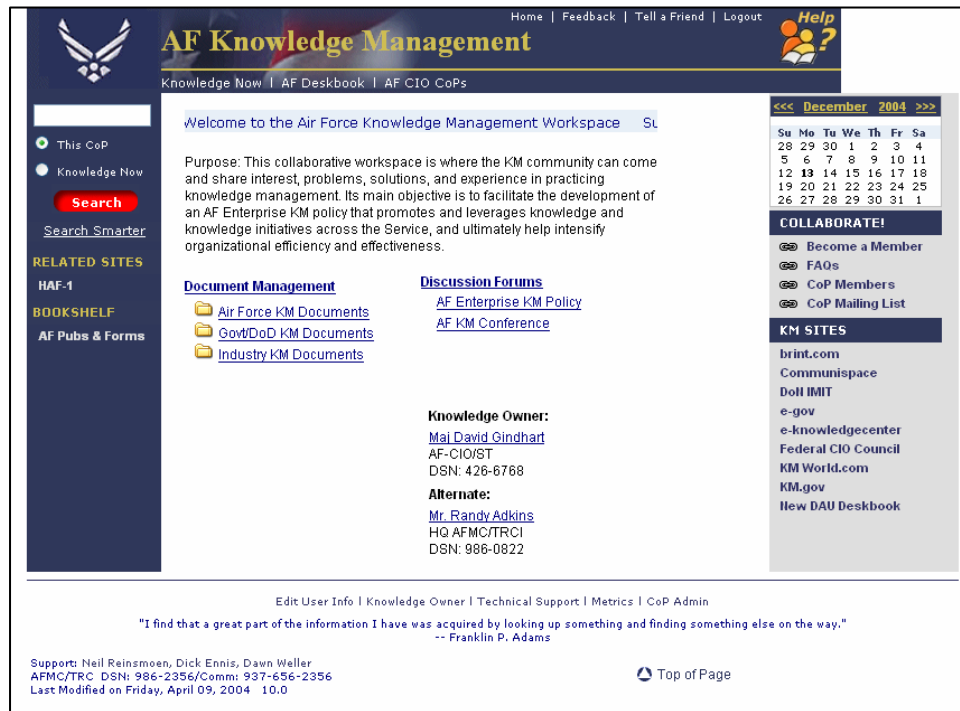 Home | Feedback | Tell a Friend | Logout
Help
?
AF Knowledge Management
Knowledge Now | AF Deskbook | AF CIO CoPs
This CoP
Knowledge Now
Search
Search Smarter
RELATED SITES
HAF-1
BOOKSHELF
AF Pubs & Forms
Welcome to the Air Force Knowledge Management Workspace
Purpose: This collaborative workspace is where the KM community can come
and share interest, problems, solutions, and experience in practicing
knowledge management. Its main objective is to facilitate the development of
an AF Enterprise KM policy that promotes and leverages knowledge and
knowledge initiatives across the Service, and ultimately help intensify
organizational efficiency and effectiveness.
Document Management
Air Force KM Documents
Govt/DoD KM Documents
Industry KM Documents
Discussion Forums
AF Enterprise KM Policy
AF KM Conference
Knowledge Owner:
Maj David Gindhart
AF-CIO/ST
DSN: 426-6768
Alternate:
Mr. Randy Adkins
HQ AFMC/TRCI
DSN: 986-0822
<<< December 2004 >>>
Su Mo Tu We Th Fr Sa
28 29 30 1 2 3 4
5 6 7 8 9 10 11
12 13 14 15 16 17 18
19 20 21 22 23 24 25
26 27 28 29 30 31 1
COLLABORATE!
Become a Member
FAQs
CoP Members
CoP Mailing List
KM SITES
brint.com
Communispace
DoN IMIT
e-gov
e-knowledgecenter
Federal CIO Council
KM World.com
KM.gov
New DAU Deskbook
Edit User Info | Knowledge Owner | Technical Support | Metrics | CoP Admin
"I find that a great part of the information I have was acquired by looking up something and finding something else on the way."
-- Franklin P. Adams
Support: Neil Reinsmoen, Dick Ennis, Dawn Weller
AFMC/TRC DSN: 986-2356/Comm: 937-656-2356
Last Modified on Friday, April 09, 2004 10.0
Top of Page